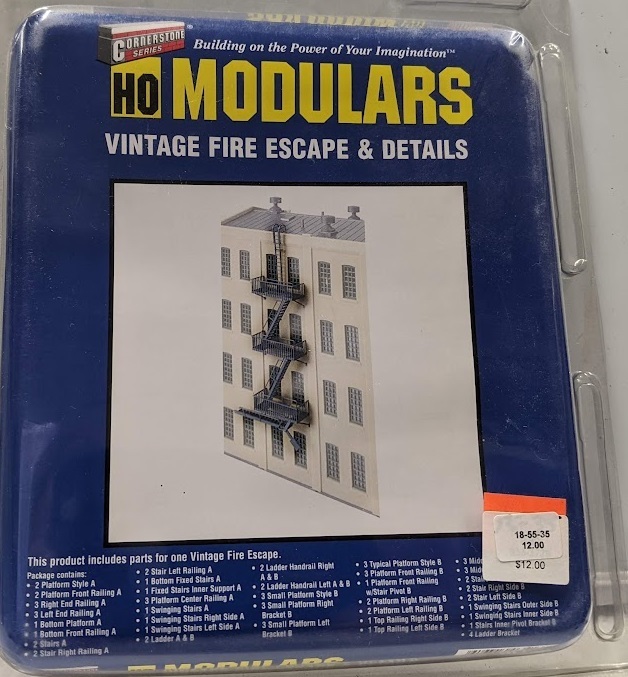 CORNERSTONE
SERIES
Building on the Power of Your Imagination™
HO MODULARS
VINTAGE FIRE ESCAPE & DETAILS
18-55-35
12.00
$12.00
This product includes parts for one Vintage Fire Escape.
Package contains:
• 2 Platform Style A
• 2 Platform Front Railing A
• 3 Right End Railing A
• 3 Left End Railing A
• 1 Bottom Platform A
• 1 Bottom Front Railing A
• 2 Stairs A
• 2 Stair Right Railing A
• 2 Stair Left Railing A
• 1 Bottom Fixed Stairs A
• 1 Fixed Stairs Inner Support A
• 3 Platform Center Railing A
• 1 Swinging Stairs A
• 1 Swinging Stairs Right Side A
• 1 Swinging Stairs Left Side A
• 2 Ladder A & B
• 2 Ladder Handrail Right
A & B
• 2 Ladder Handrail Left A & B
• 3 Small Platform Style B
• 3 Small Platform Right
Bracket B
• 3 Small Platform Left
Bracket B
• 3 Typical Platform Style B
• 3 Platform Front Railing B
• 1 Platform Front Railing
w/Stair Pivot B
• 2 Platform Right Railing B
• 2 Platform Left Railing B
• 1 Top Railing Right Side B
• 1 Top Railing Left Side B
• 3
• 3
• 2
• 2 Stair Right Side B
• 2 Stair Left Side B
• 1 Swinging Stairs Outer Side B
• 1 Swinging Stairs Inner Side B
• 1 Stairs Inner Pivot Bracket B
• 4 Ladder Bracket
HO MODULARS